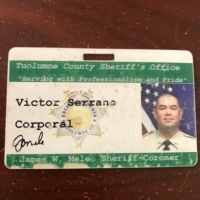 Tuolumne County Sheriff's Office
"Serving with Professionalism and Pride"
Victor Serrano
Corporal
James W. Mele, Sheriff-Coroner